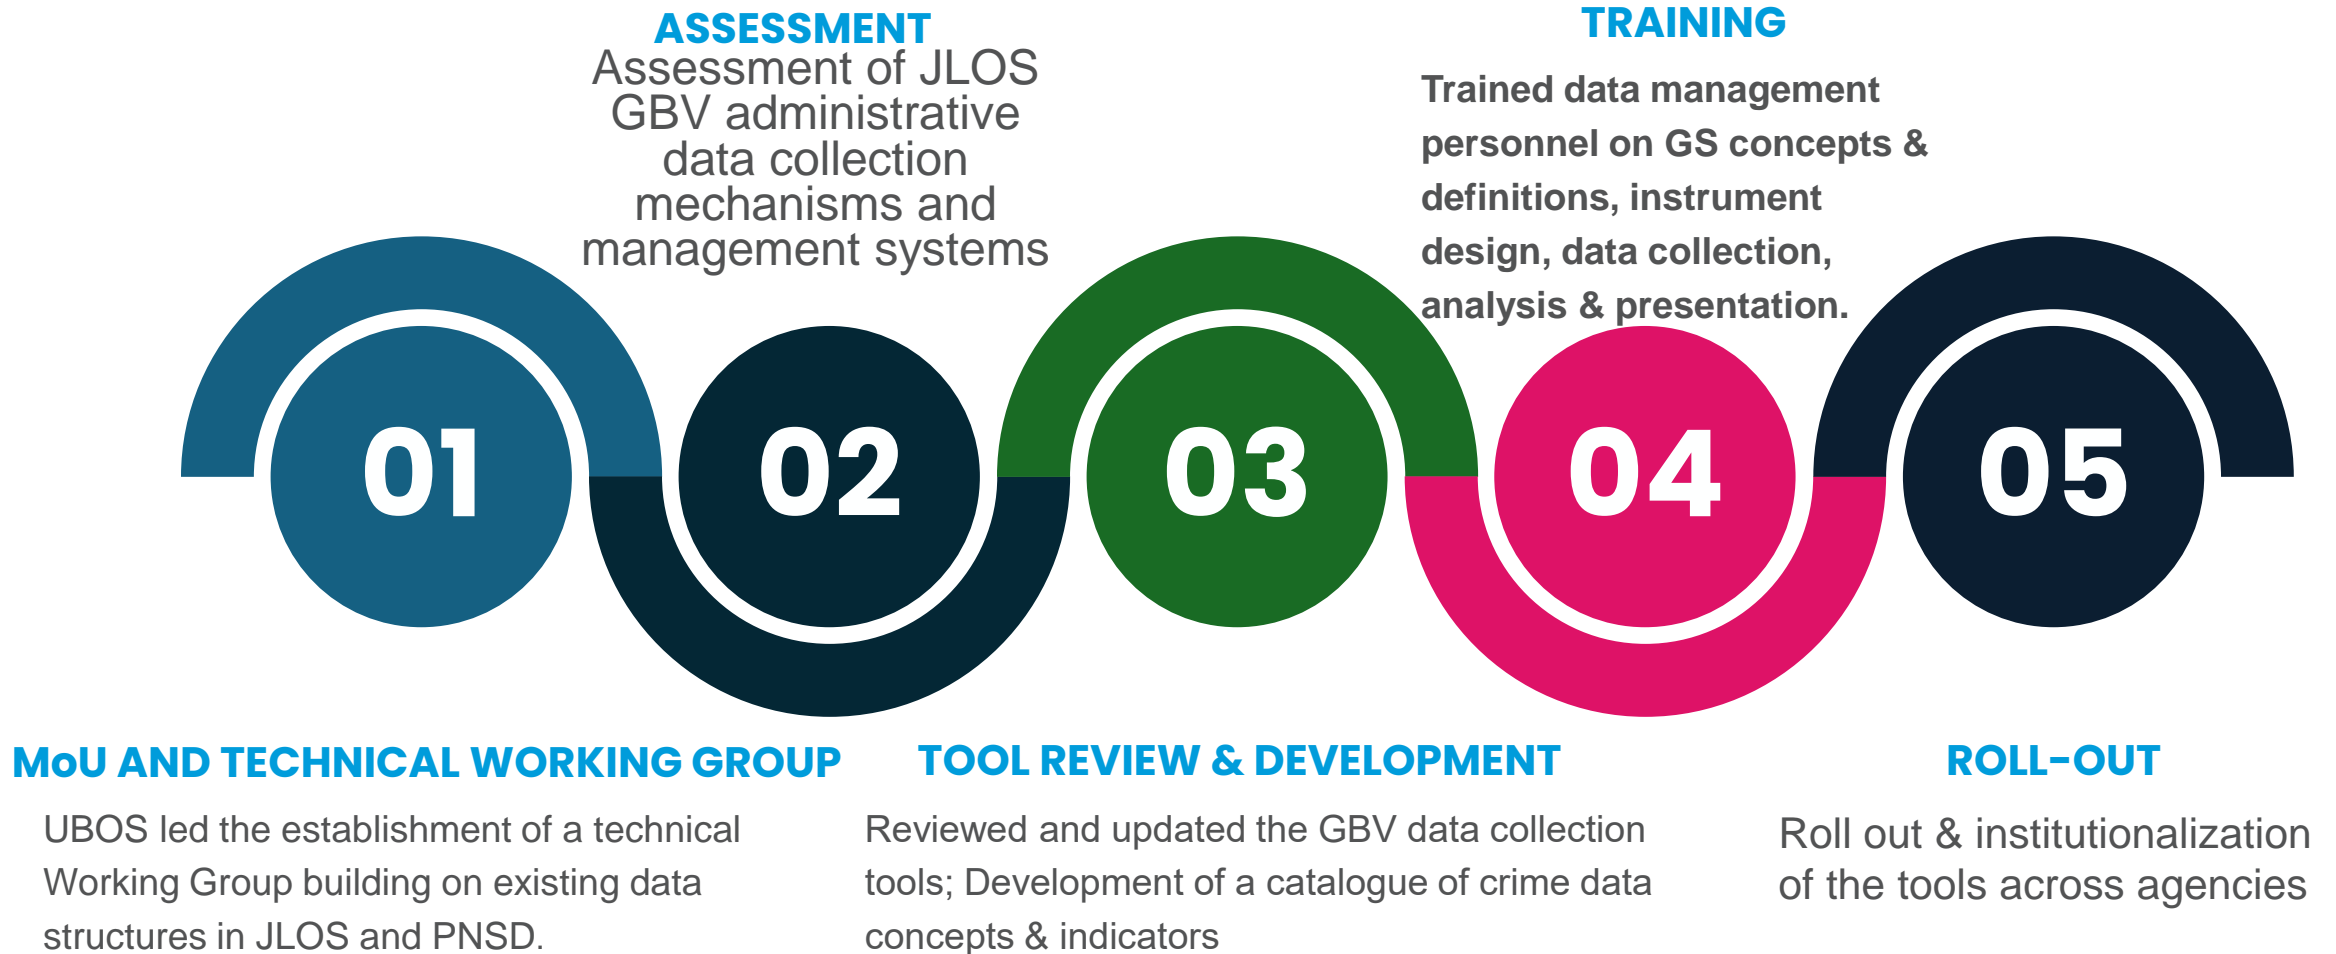 ASSESSMENT
Assessment of JLOS
GBV administrative
data collection
mechanisms and
management systems
TRAINING
Trained data management
personnel on GS concepts &
definitions, instrument
design, data collection,
analysis & presentation.
01
02
03
04
05
MoU AND TECHNICAL WORKING GROUP
UBOS led the establishment of a technical
Working Group building on existing data
structures in JLOS and PNSD.
TOOL REVIEW & DEVELOPMENT
Reviewed and updated the GBV data collection
tools; Development of a catalogue of crime data
concepts & indicators
ROLL-OUT
Roll out & institutionalization
of the tools across agencies